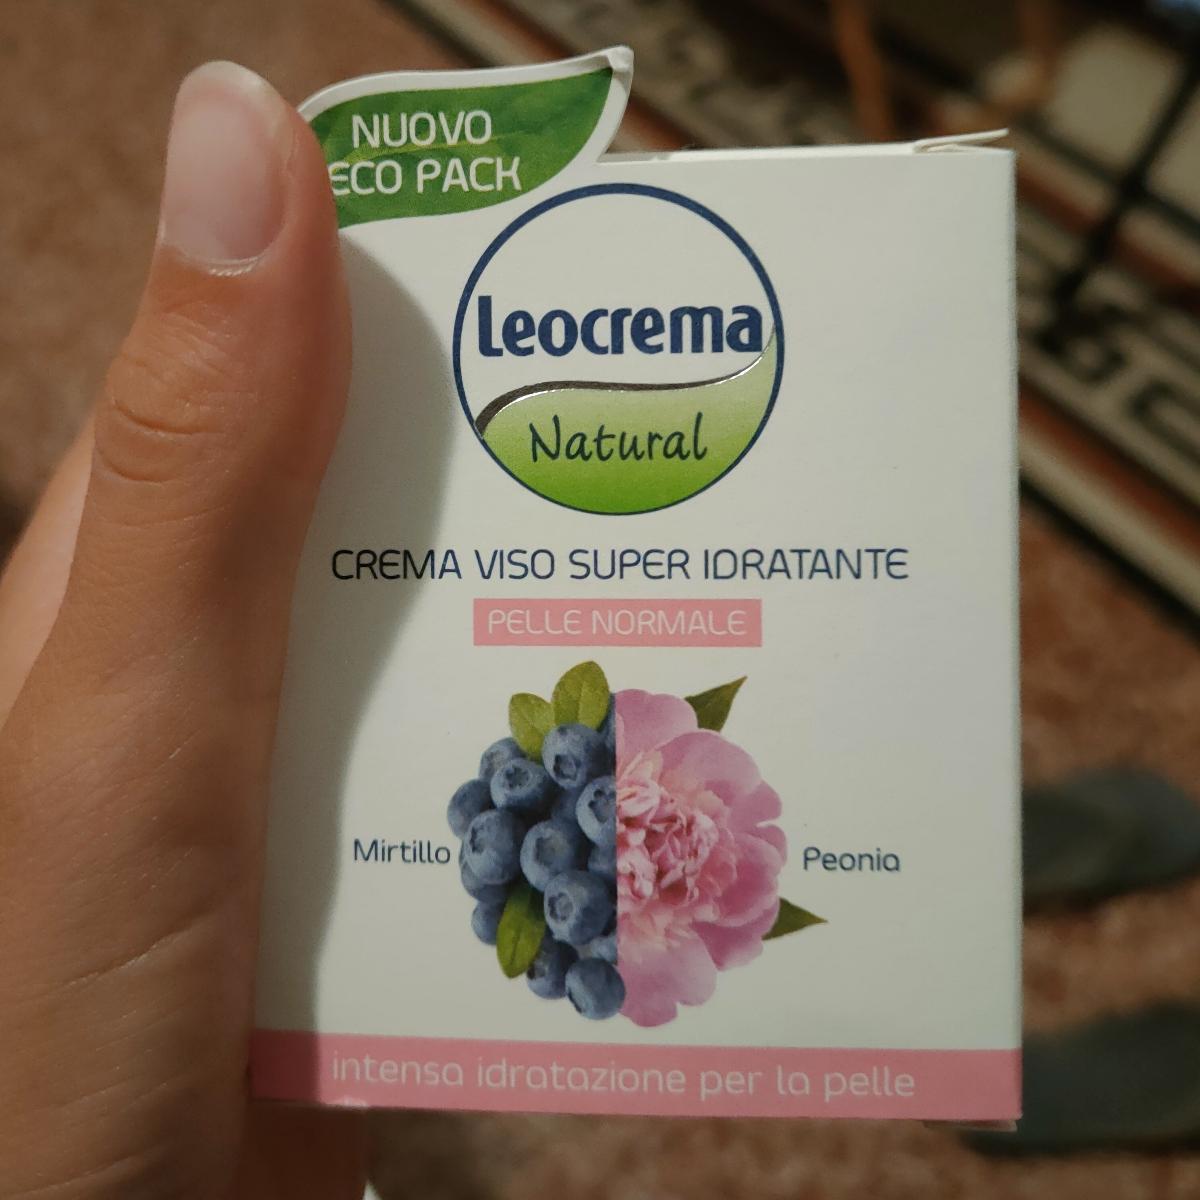 NUOVO
ECO PACK
Leocrema
Natural
CREMA VISO SUPER IDRATANTE
PELLE NORMALE
Mirtillo
Peonia
intensa idratazione per la pelle